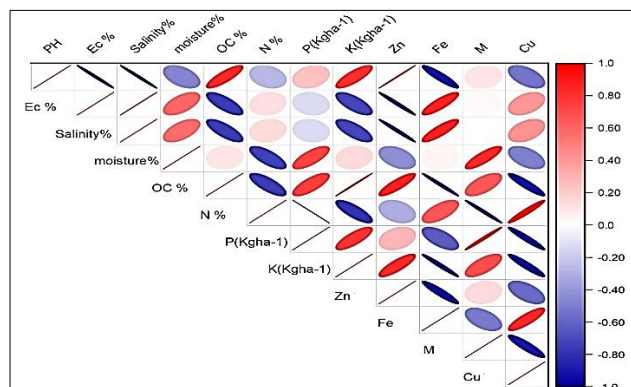 PH Ec % Salinity% moisture% OC % N % P(Kgha-1) K(Kgha-1) Zn Fe M Cu
Ec %
Salinity%
moisture%
OC %
N %
P(Kgha-1)
K(Kgha-1)
Zn
Fe
M
Cu
1.0
0.80
0.60
0.40
0.20
0.0
-0.20
-0.40
-0.60
-0.80
-1.0